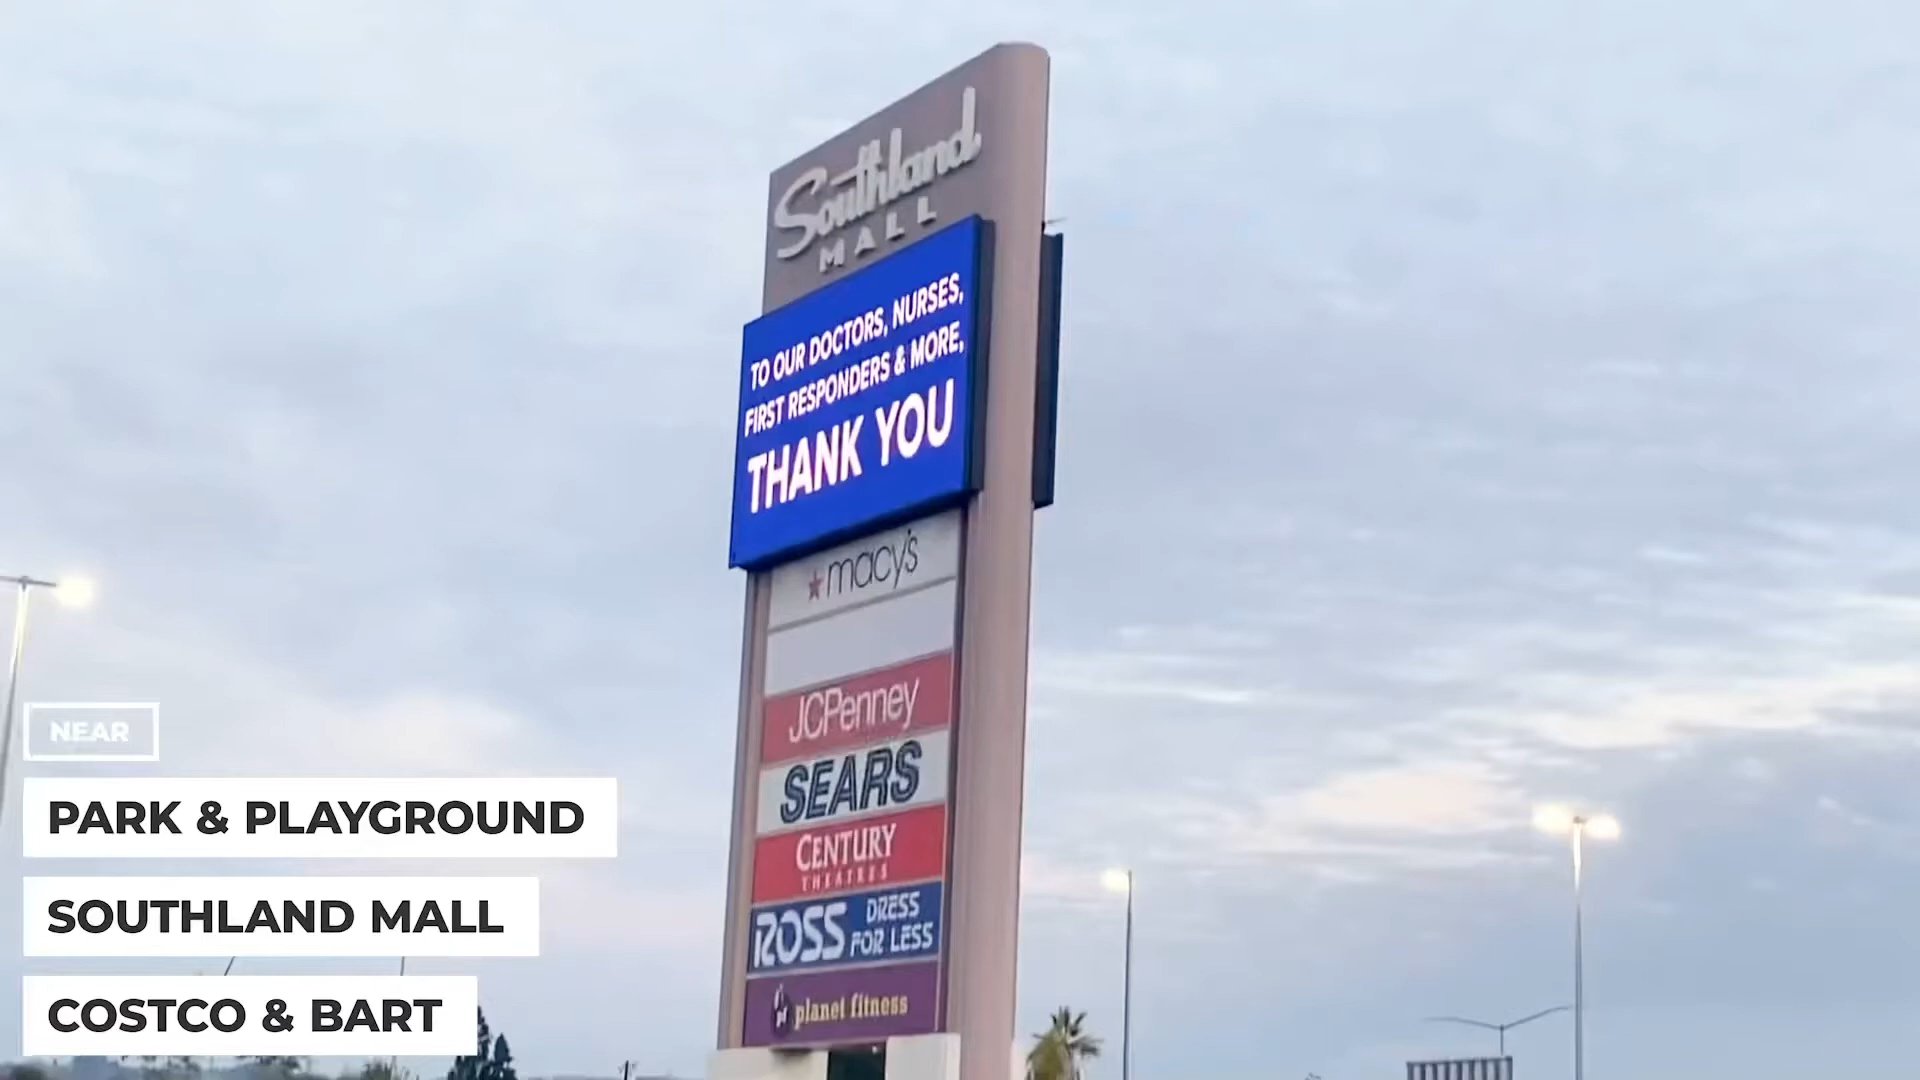 Southland
MALL
TO OUR DOCTORS, NURSES,
FIRST RESPONDERS & MORE,
THANK YOU
macy's
JCPenney
SEARS
CENTURY
THEATRES
ROSS DRESS
FOR LESS
planet fitness
NEAR
PARK & PLAYGROUND
SOUTHLAND MALL
COSTCO & BART